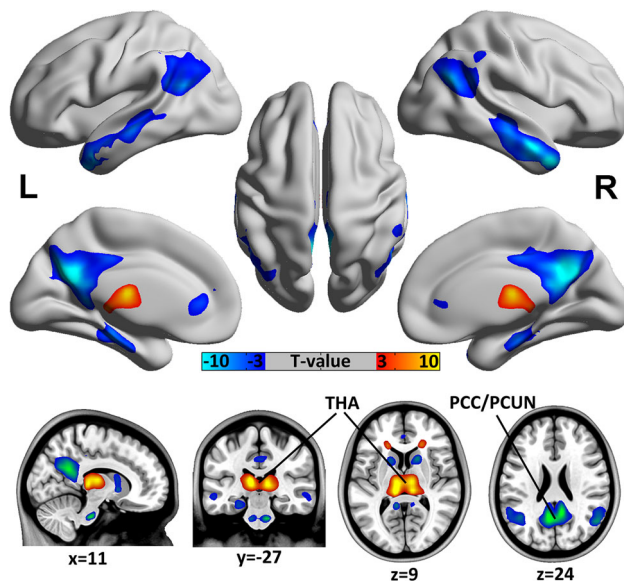 L
R
-10 -3 T-value 3 10
THA
PCC/PCUN
x=11
y=-27
z=9
z=24